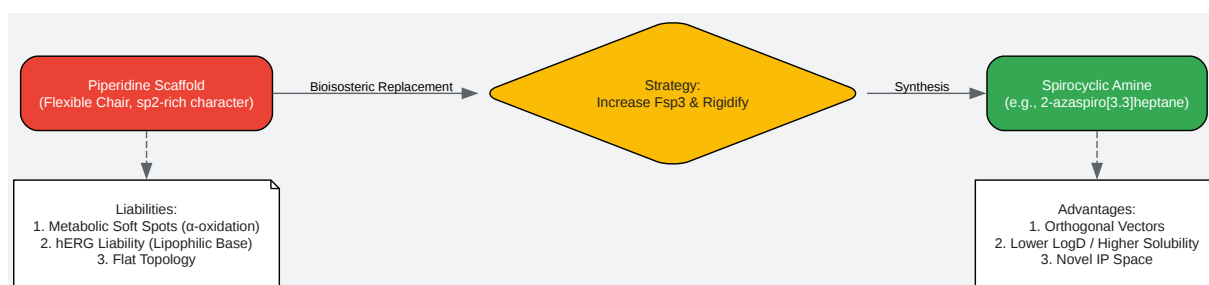 Piperidine Scaffold
(Flexible Chair, sp2-rich character)
Bioisosteric Replacement
Strategy:
Increase Fsp3 & Rigidify
Synthesis
Spirocyclic Amine
(e.g., 2-azaspiro[3.3]heptane)
Liabilities:
1. Metabolic Soft Spots (α-oxidation)
2. hERG Liability (Lipophilic Base)
3. Flat Topology
Advantages:
1. Orthogonal Vectors
2. Lower LogD / Higher Solubility
3. Novel IP Space